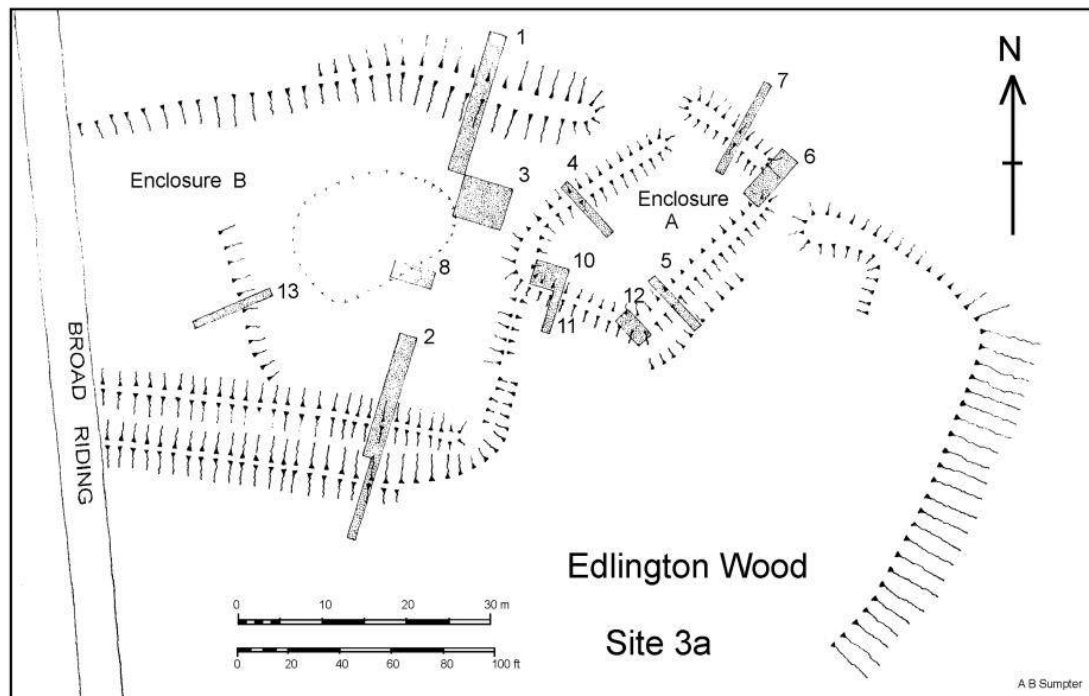 1
N
7
6
4
Enclosure B
3
Enclosure
A
8
10
5
13
12
11
2
BROAD RIDING
Edlington Wood
0 10 20 30 m
Site 3a
0 20 40 60 80 100 ft
A B Sumpter